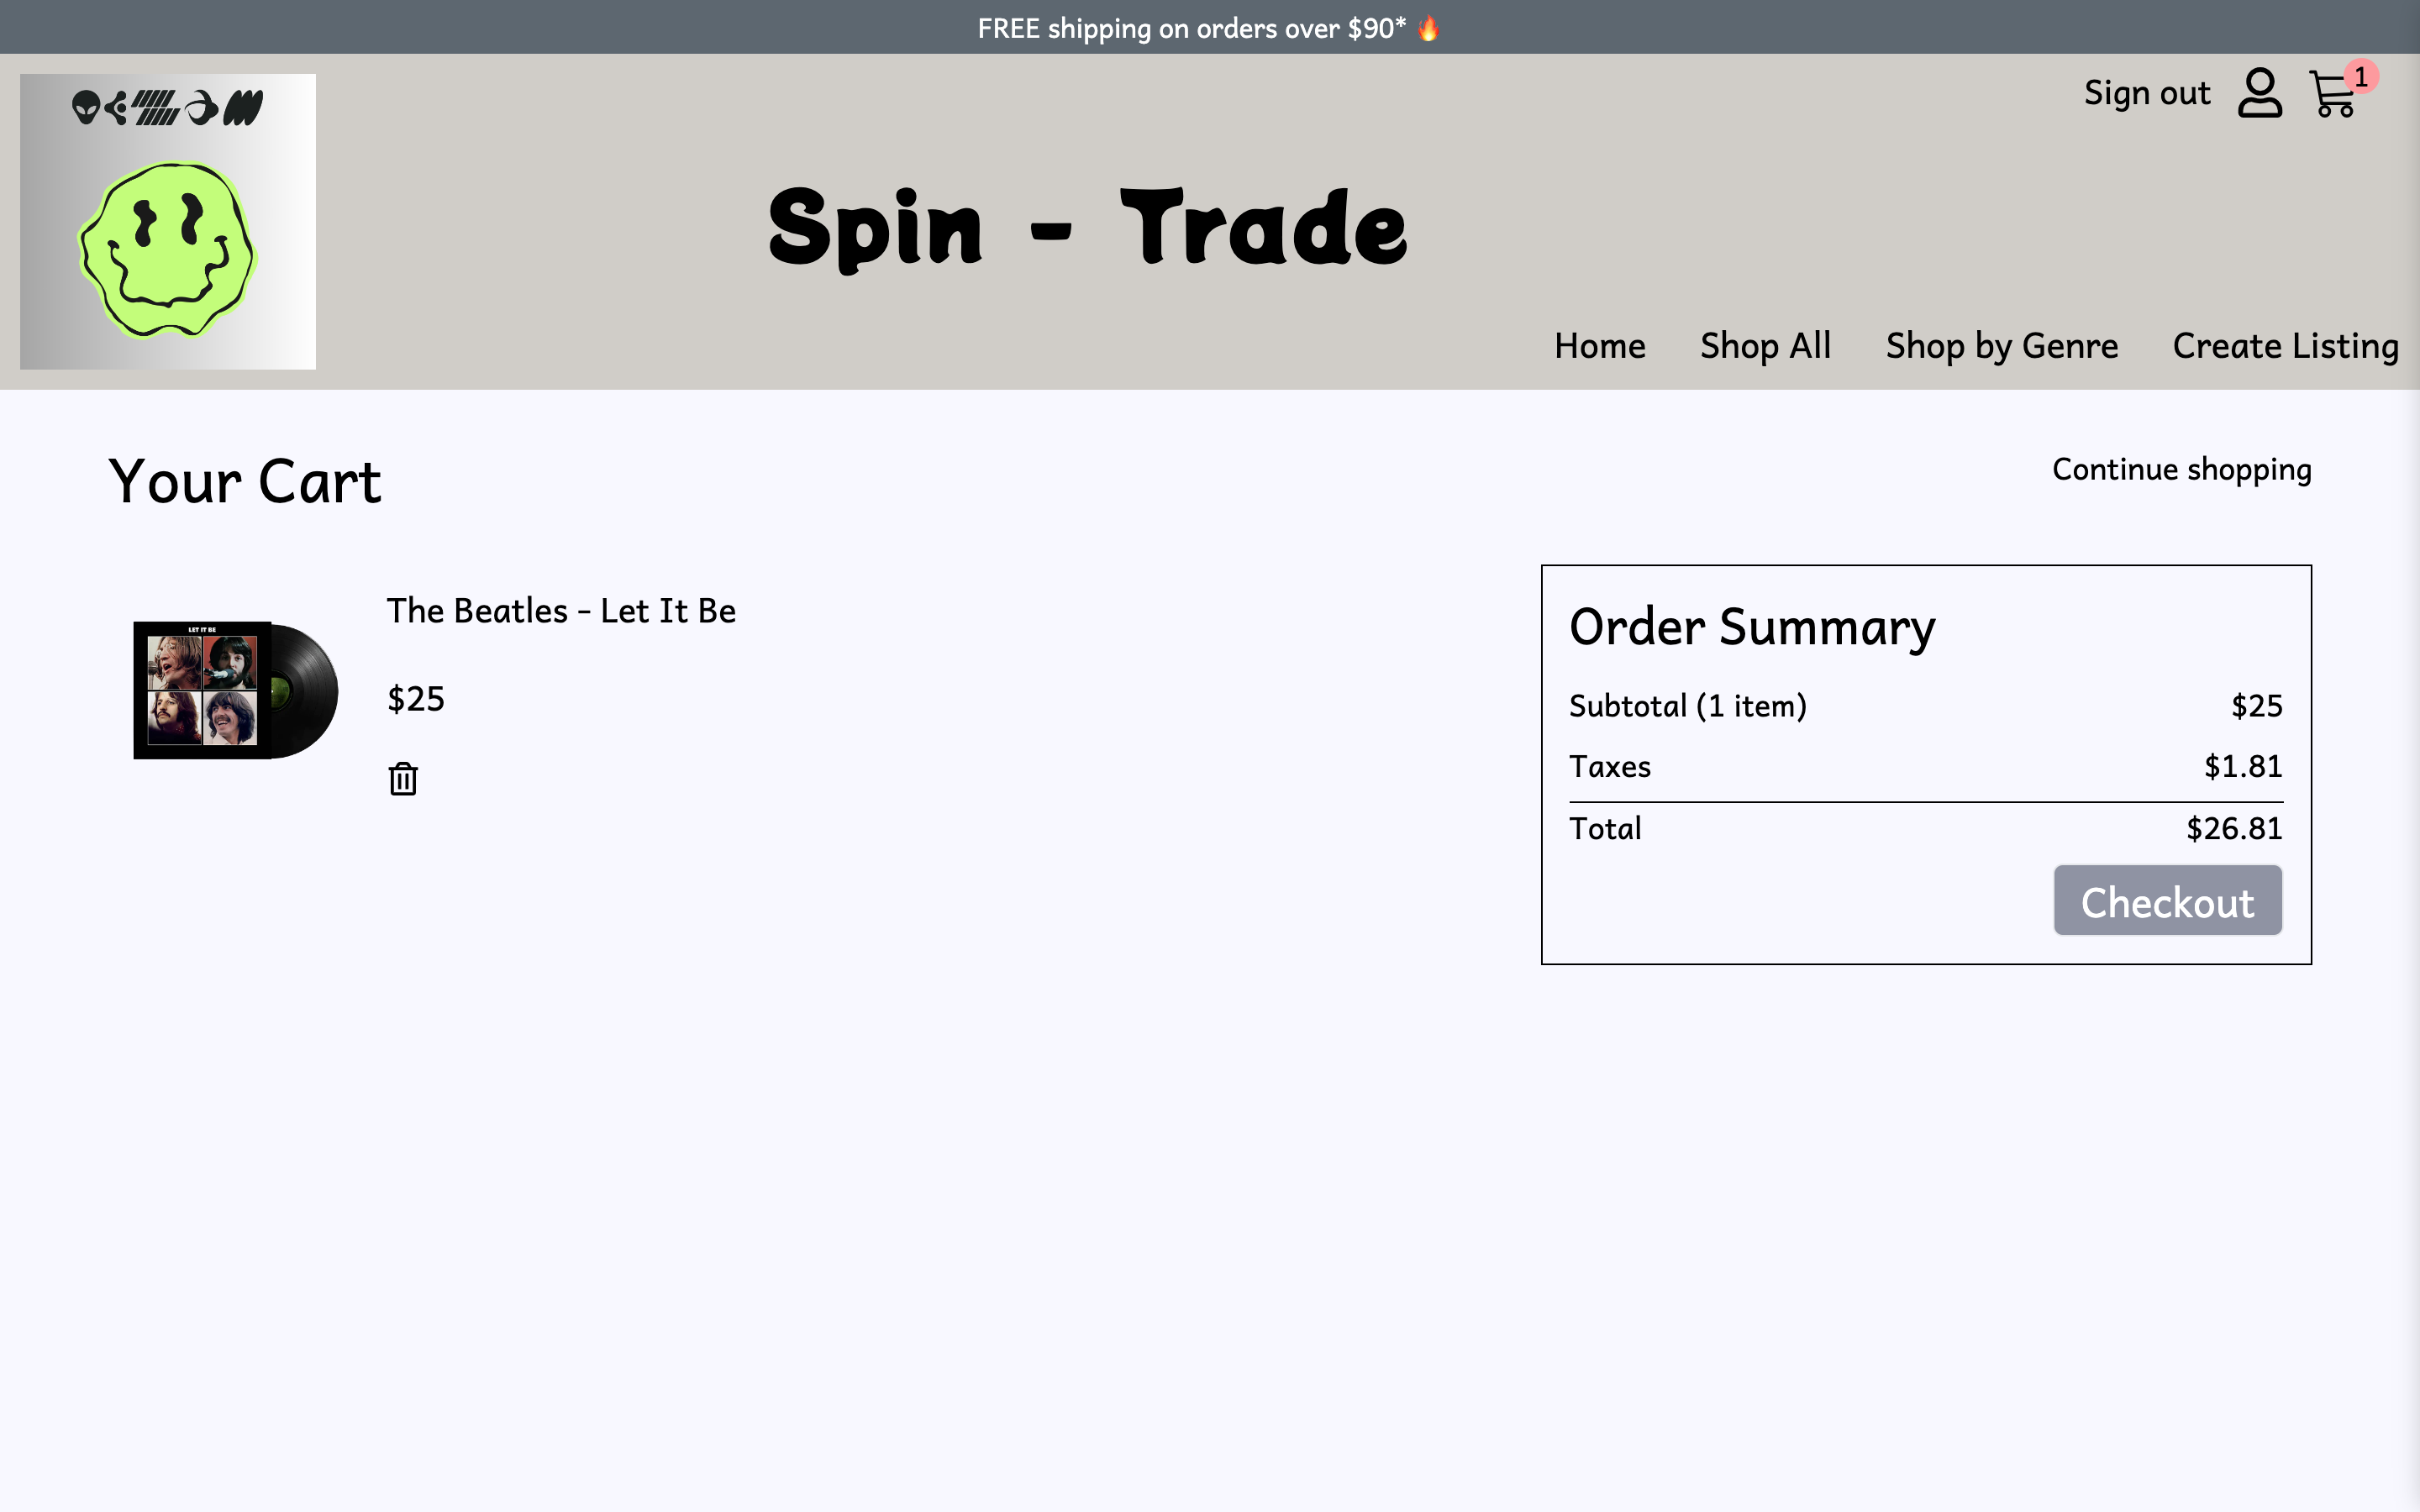 FREE shipping on orders over $90* 🔥
Sign out
1
Spin - Trade
Home Shop All Shop by Genre Create Listing
Your Cart
Continue shopping
The Beatles - Let It Be
$25
LET IT BE
Order Summary
Subtotal (1 item) $25
Taxes $1.81
Total $26.81
Checkout